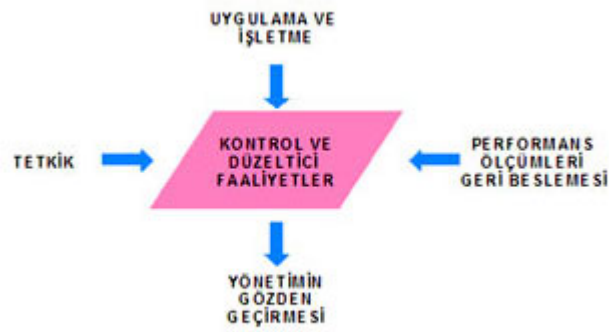 UYGULAMA VE
İŞLETME
TETKİK
KONTROL VE
DÜZELTİCİ
FAALİYETLER
PERFORMANS
ÖLÇÜMLERİ
GERİ BESLEMESİ
YÖNETİMİN
GÖZDEN
GEÇİRMESİ